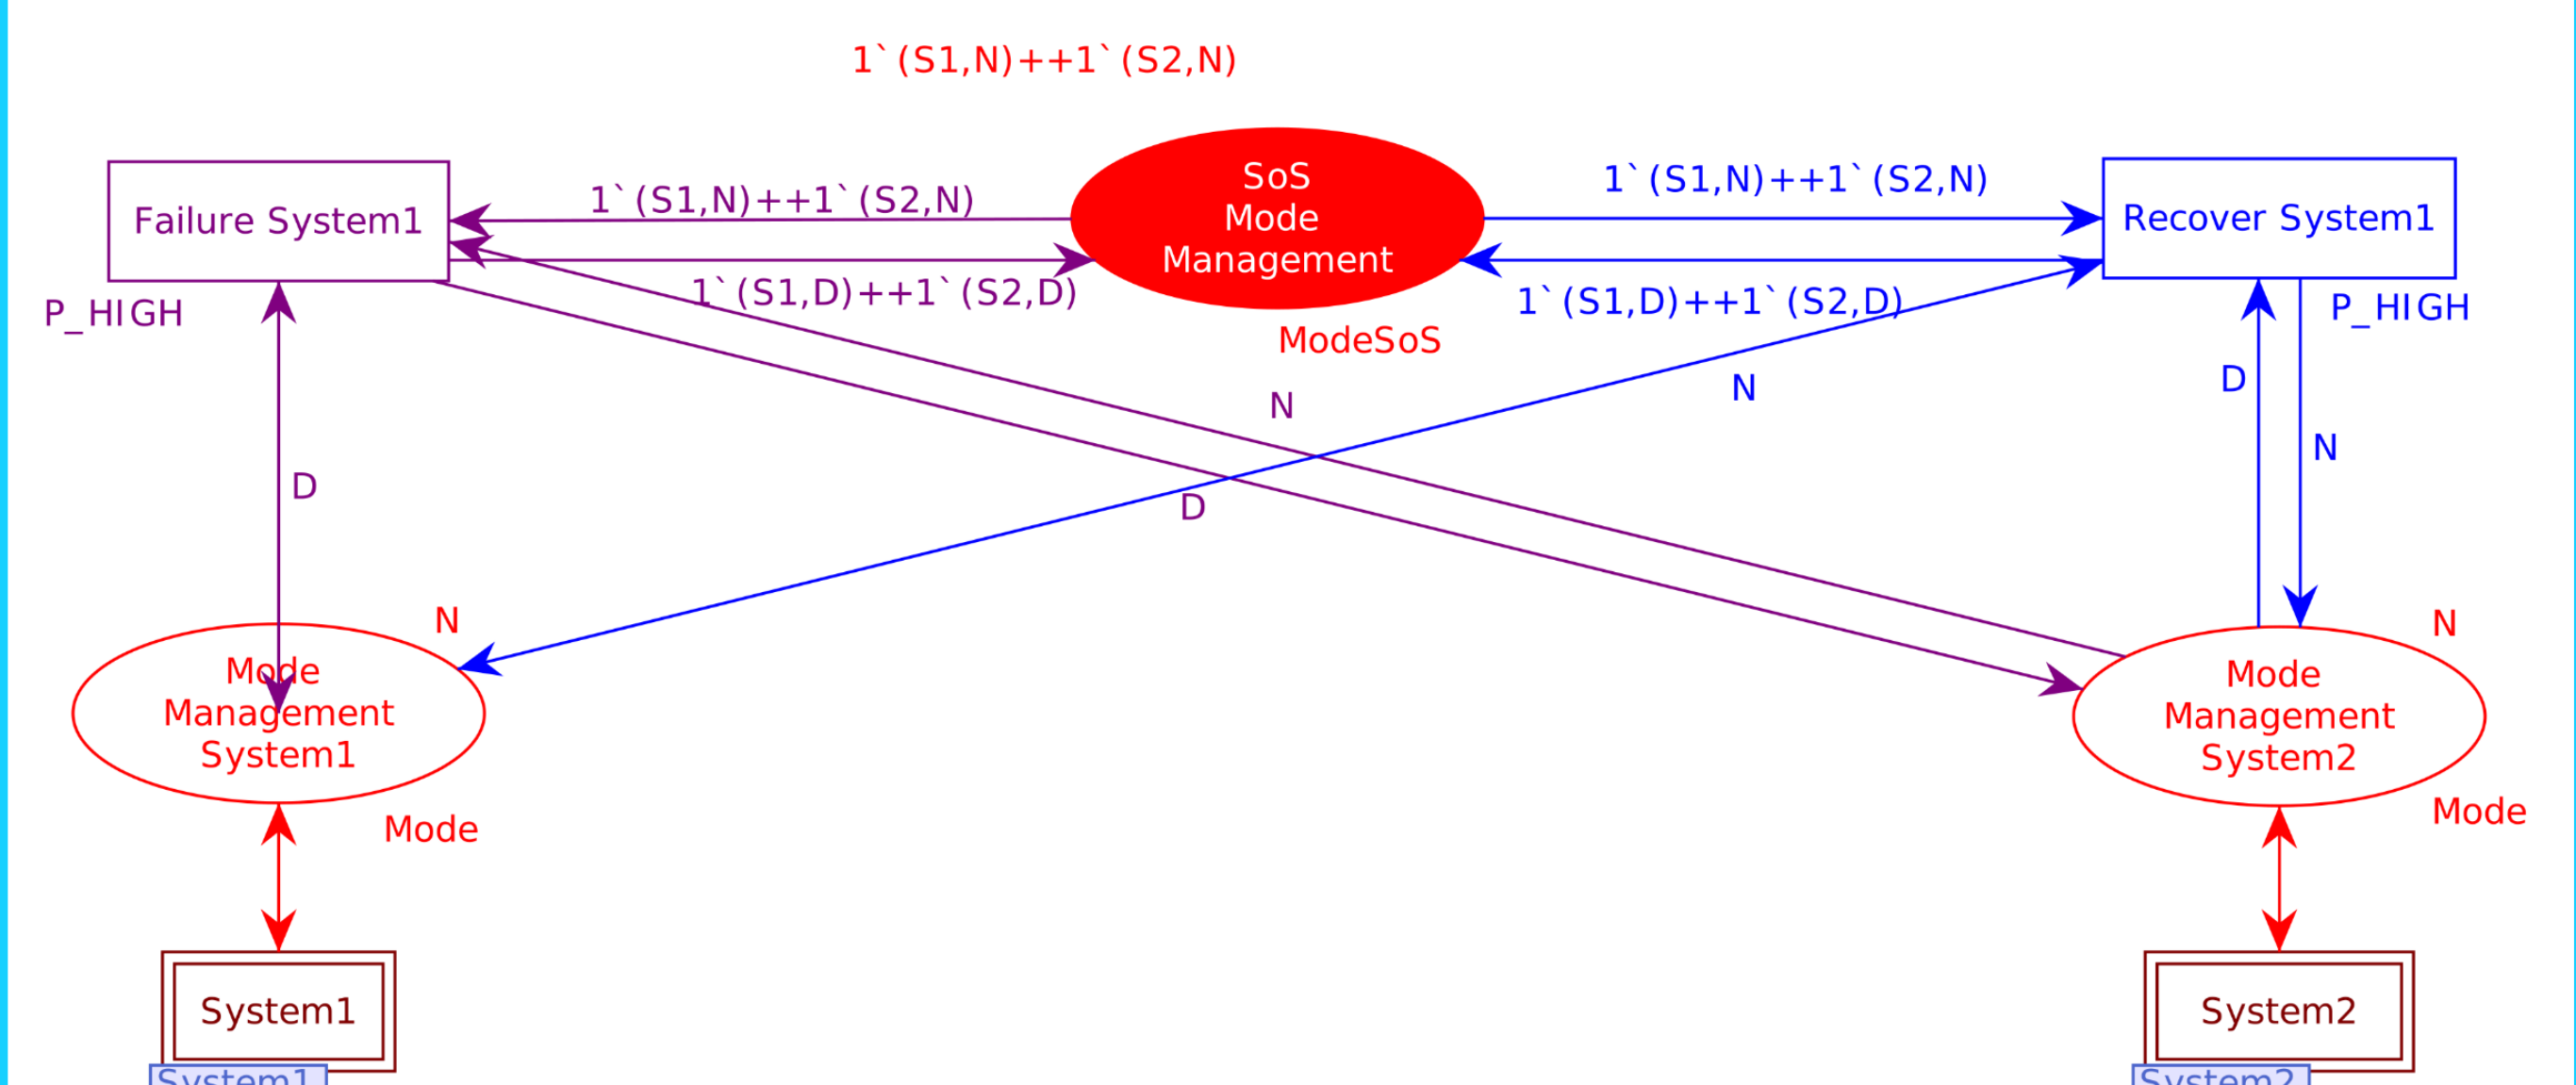 1`(S1,N)++1`(S2,N)
Failure System1
1`(S1,N)++1`(S2,N)
SoS
Mode
Management
1`(S1,N)++1`(S2,N)
Recover System1
P_HIGH
1`(S1,D)++1`(S2,D)
ModeSoS
1`(S1,D)++1`(S2,D)
P_HIGH
N
N
D
N
D
D
N
Mode
Management
System1
Mode
N
Mode
Management
System2
Mode
System1
System1
System2
System2